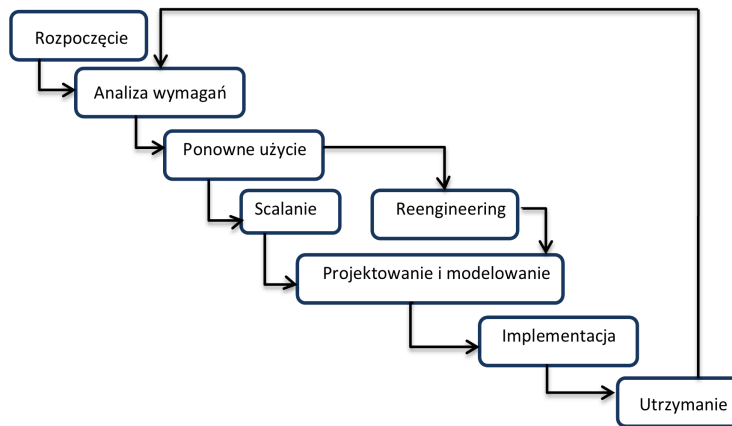 Rozpoczęcie
Analiza wymagań
Ponowne użycie
Scalanie
Reengineering
Projektowanie i modelowanie
Implementacja
Utrzymanie